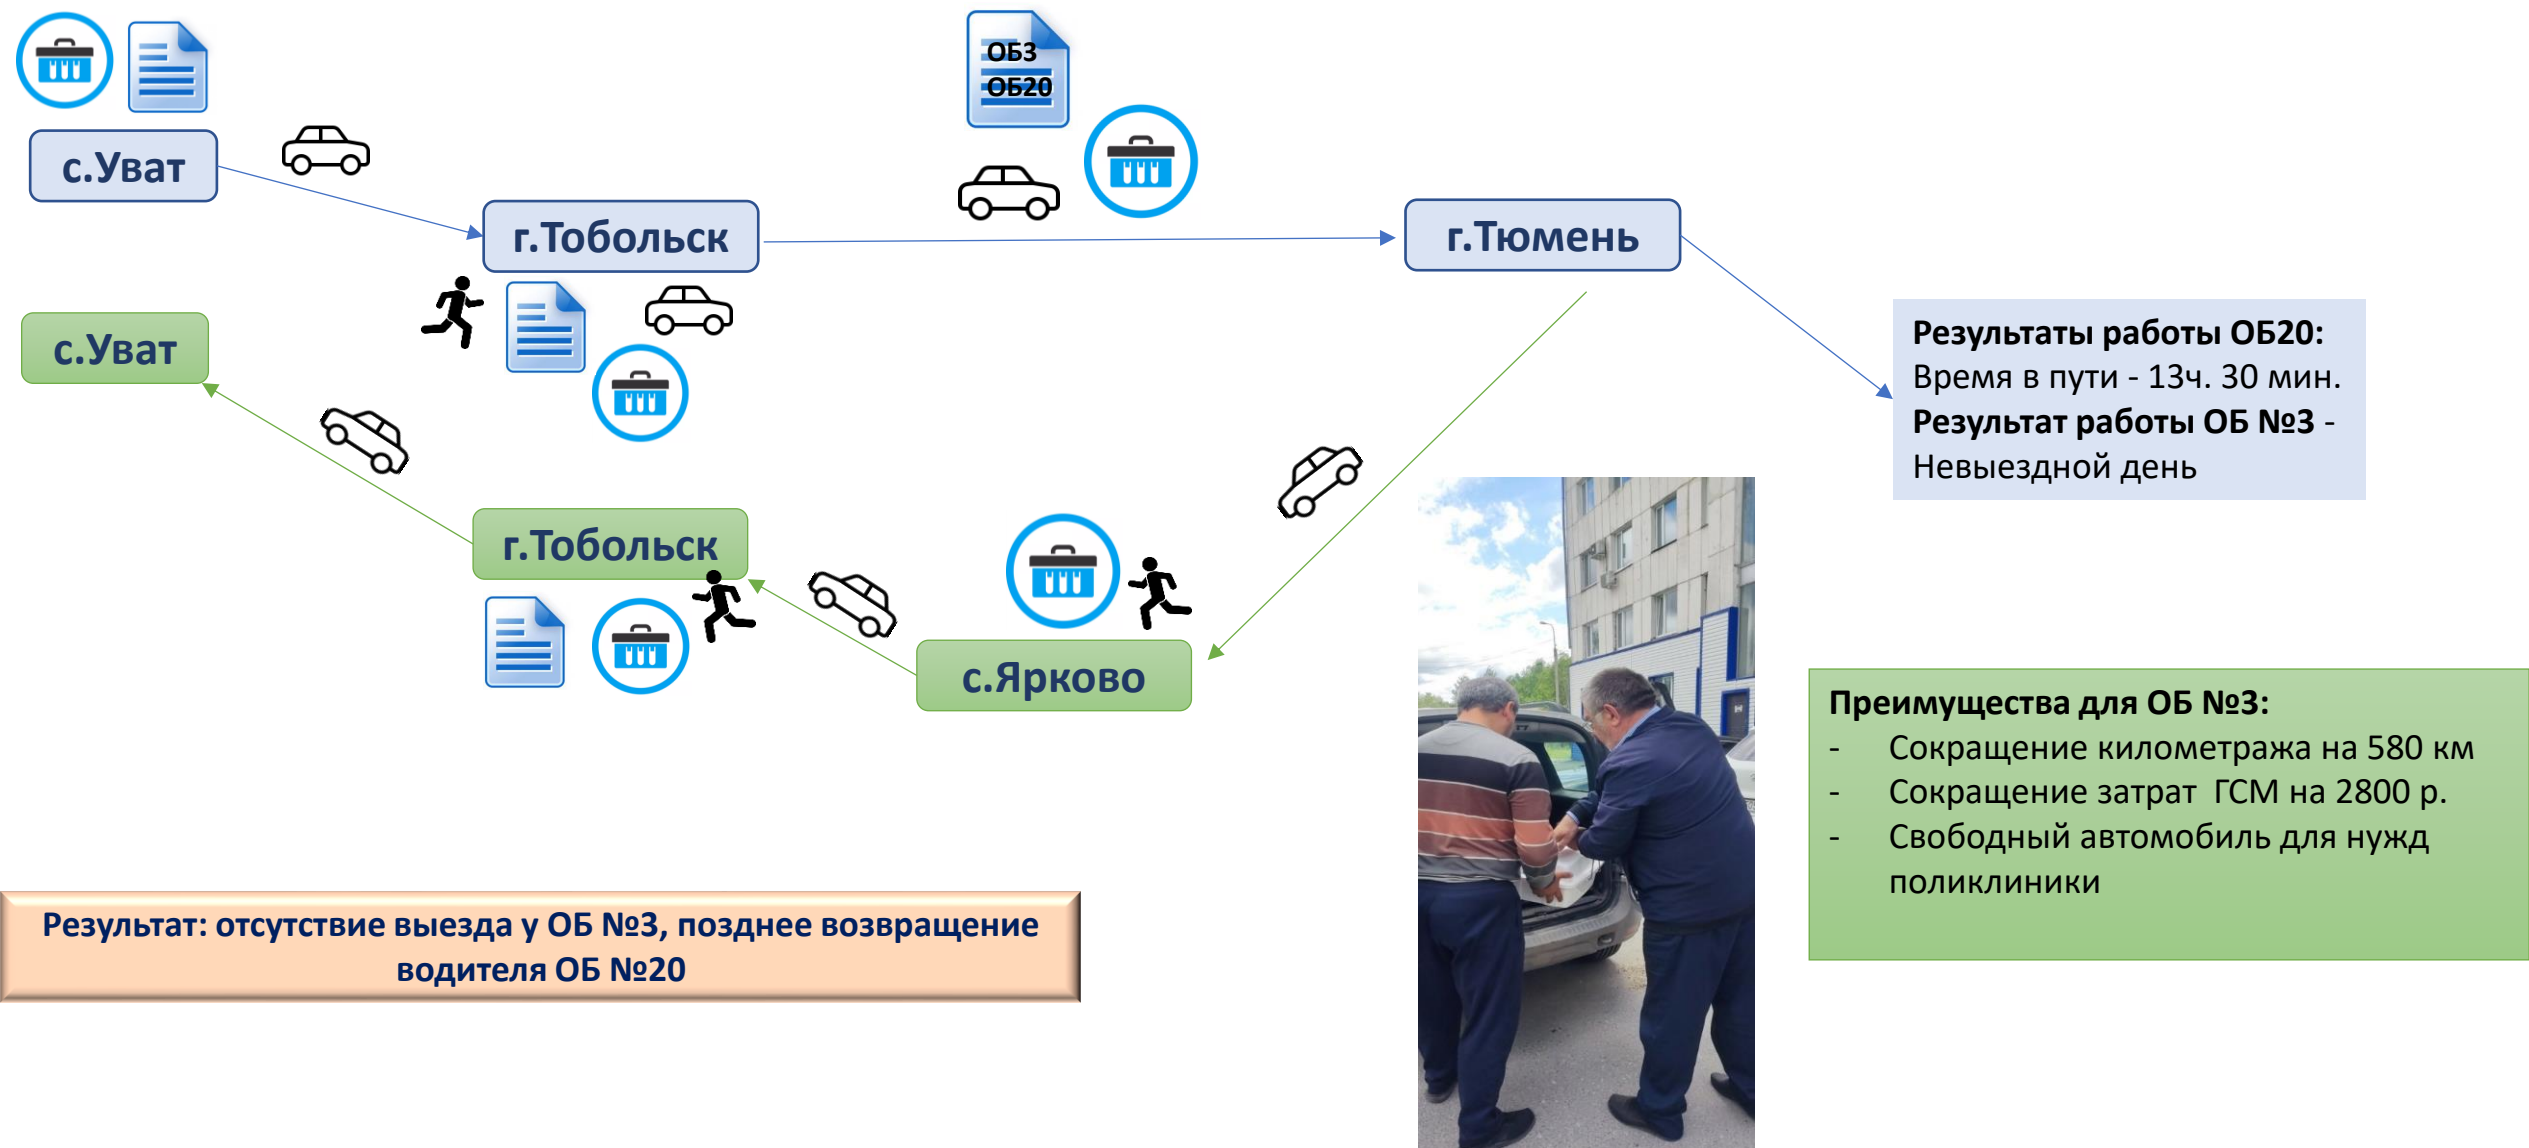 ОБ3
ОБ20
с.Уват
г.Тобольск
г.Тюмень
с.Уват
г.Тобольск
с.Ярково
Результаты работы ОБ20:
Время в пути - 13ч. 30 мин.
Результат работы ОБ №3 -
Невыездной день
Преимущества для ОБ №3:
- Сокращение километража на 580 км
- Сокращение затрат ГСМ на 2800 р.
- Свободный автомобиль для нужд
поликлиники
Результат: отсутствие выезда у ОБ №3, позднее возвращение
водителя ОБ №20